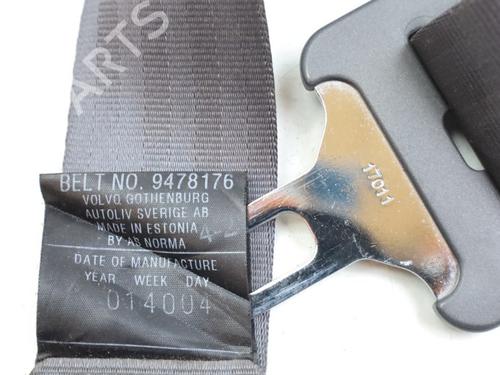 ARTS
17011
BELT NO. 9478176
VOLVO GOTHENBURG
AUTOLIV SVERIGE AB
MADE IN ESTONIA
BY AS NORMA
DATE OF MANUFACTURE
YEAR WEEK DAY
014004